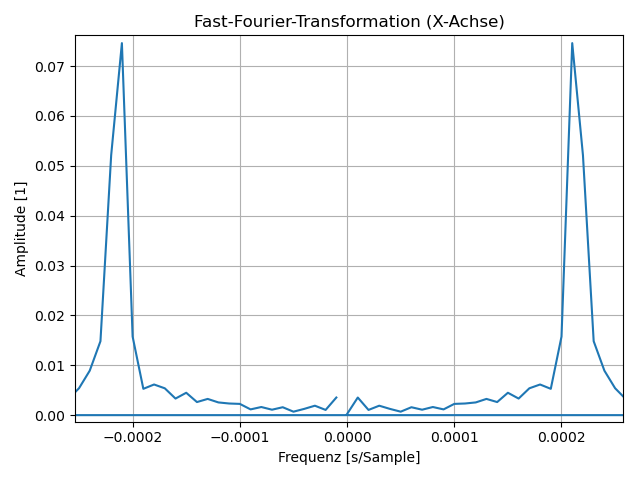 Fast-Fourier-Transformation (X-Achse)
Amplitude [1]
0.07
0.06
0.05
0.04
0.03
0.02
0.01
0.00
−0.0002 −0.0001 0.0000 0.0001 0.0002
Frequenz [s/Sample]